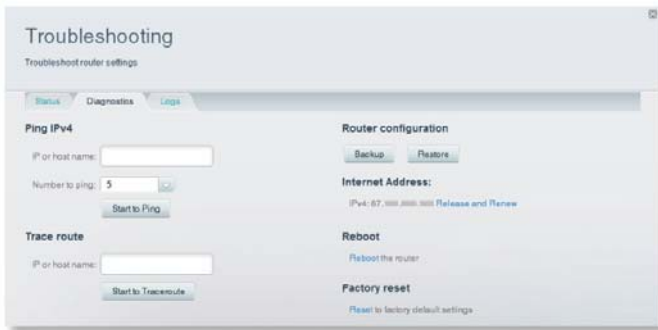 Troubleshooting
Troubleshoot router settings
Status
Diagnostics
Logs
Ping IPv4
IP or host name:
Number to ping: 5
Start to Ping
Trace route
IP or host name:
Start to Traceroute
Router configuration
Backup
Restore
Internet Address:
IPv4: 67. Release and Renew
Reboot
Reboot the router
Factory reset
Reset to factory default settings